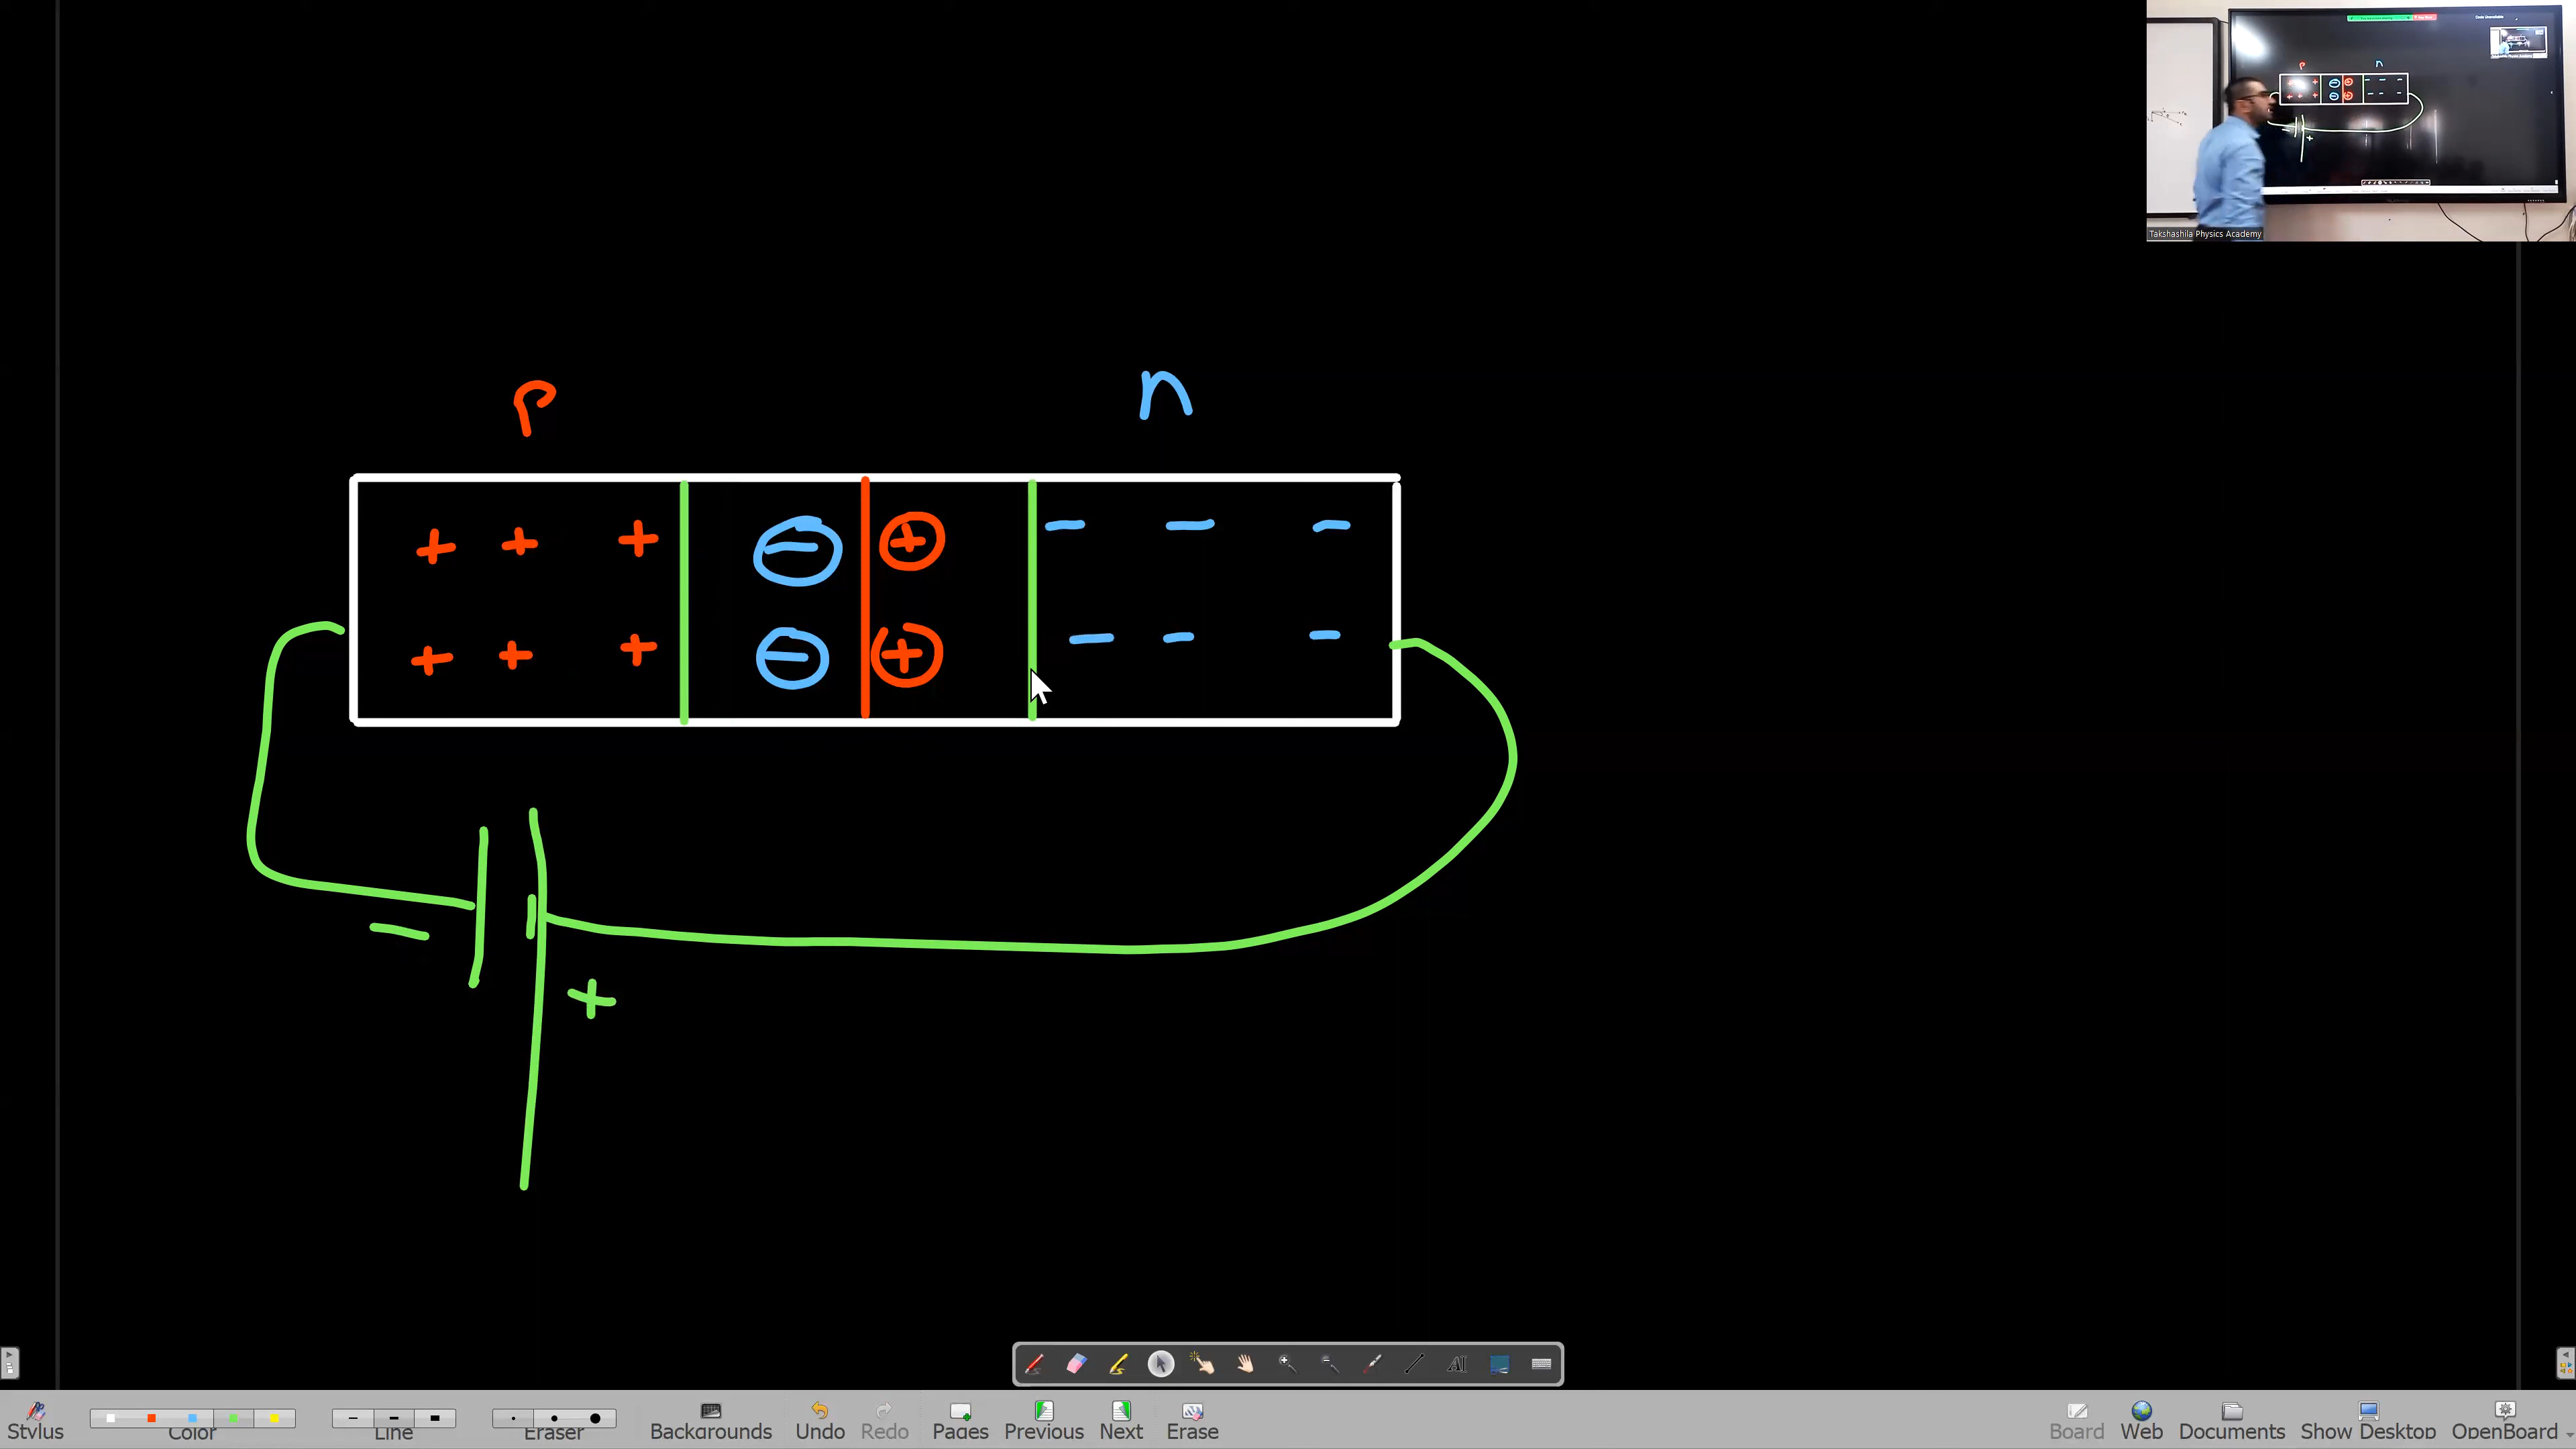 Takshashila Physics Academy
p n
+ + + ⊖ ⊕ − − −
+ + + ⊖ ⊕ − − −
−
+
Stylus Color Line Eraser Backgrounds Undo Redo Pages Previous Next Erase Board Web Documents Show Desktop OpenBoard